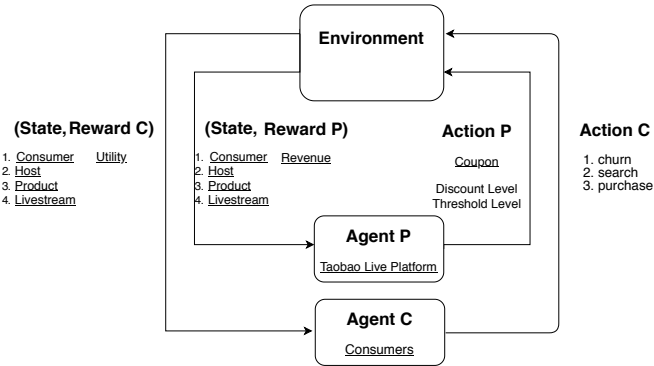 Environment
(State, Reward C)
1. Consumer Utility
2. Host
3. Product
4. Livestream
(State, Reward P)
1. Consumer Revenue
2. Host
3. Product
4. Livestream
Action P
Coupon
Discount Level
Threshold Level
Action C
1. churn
2. search
3. purchase
Agent P
Taobao Live Platform
Agent C
Consumers